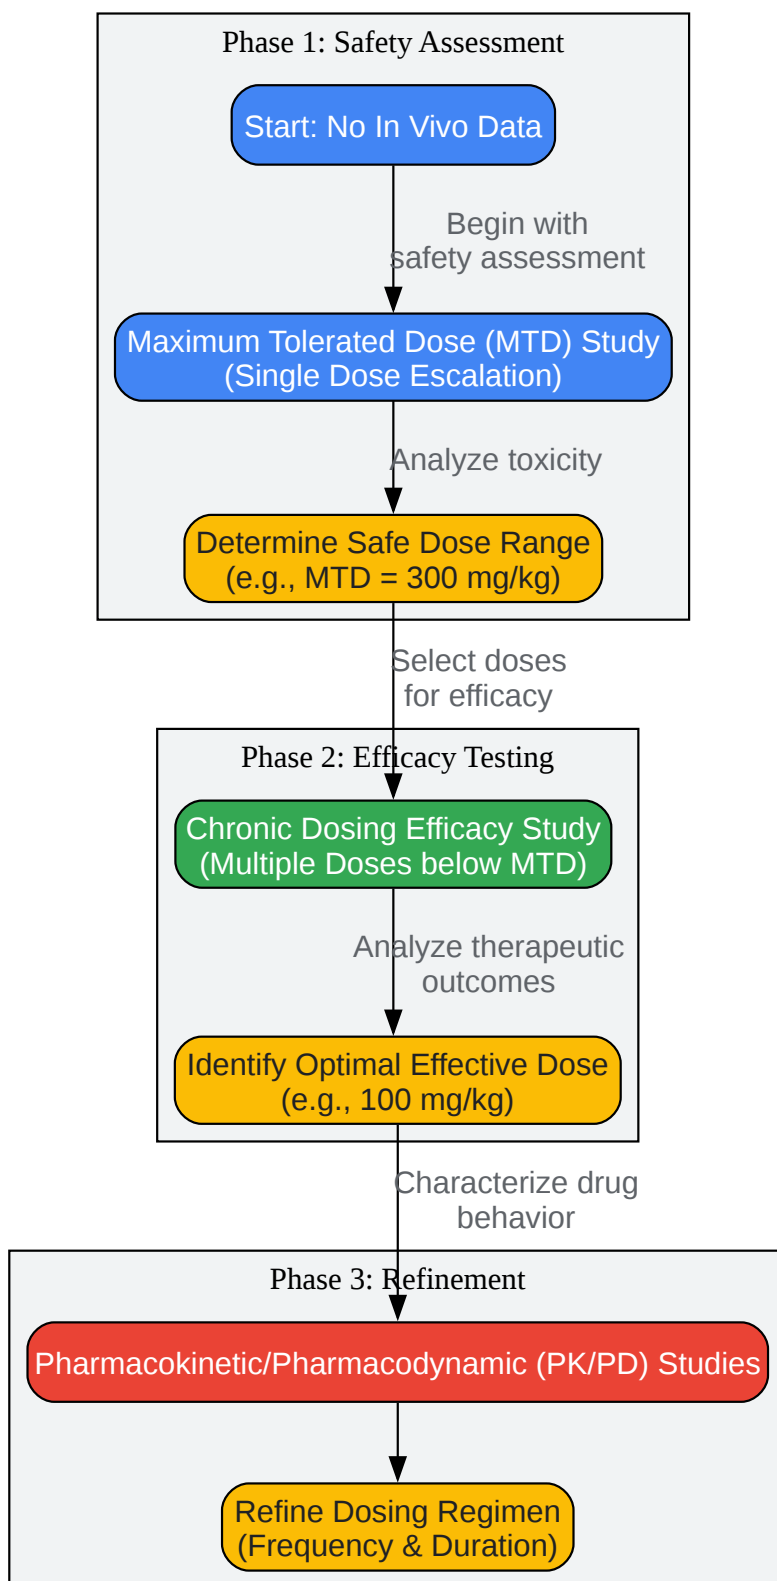 Phase 1: Safety Assessment
Start: No In Vivo Data
Begin with
safety assessment
Maximum Tolerated Dose (MTD) Study
(Single Dose Escalation)
Analyze toxicity
Determine Safe Dose Range
(e.g., MTD = 300 mg/kg)
Select doses
for efficacy
Phase 2: Efficacy Testing
Chronic Dosing Efficacy Study
(Multiple Doses below MTD)
Analyze therapeutic
outcomes
Identify Optimal Effective Dose
(e.g., 100 mg/kg)
Characterize drug
behavior
Phase 3: Refinement
Pharmacokinetic/Pharmacodynamic (PK/PD) Studies
Refine Dosing Regimen
(Frequency & Duration)